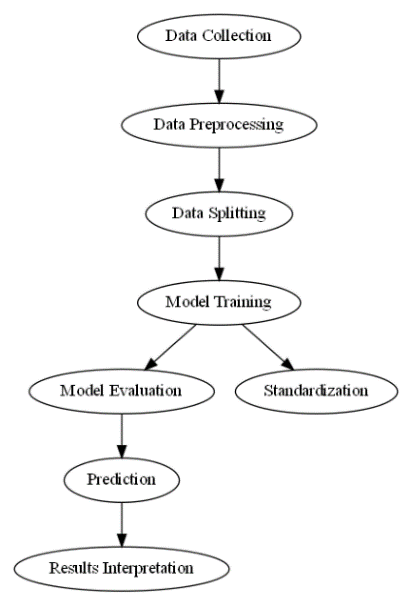 Data Collection
Data Preprocessing
Data Splitting
Model Training
Model Evaluation
Standardization
Prediction
Results Interpretation